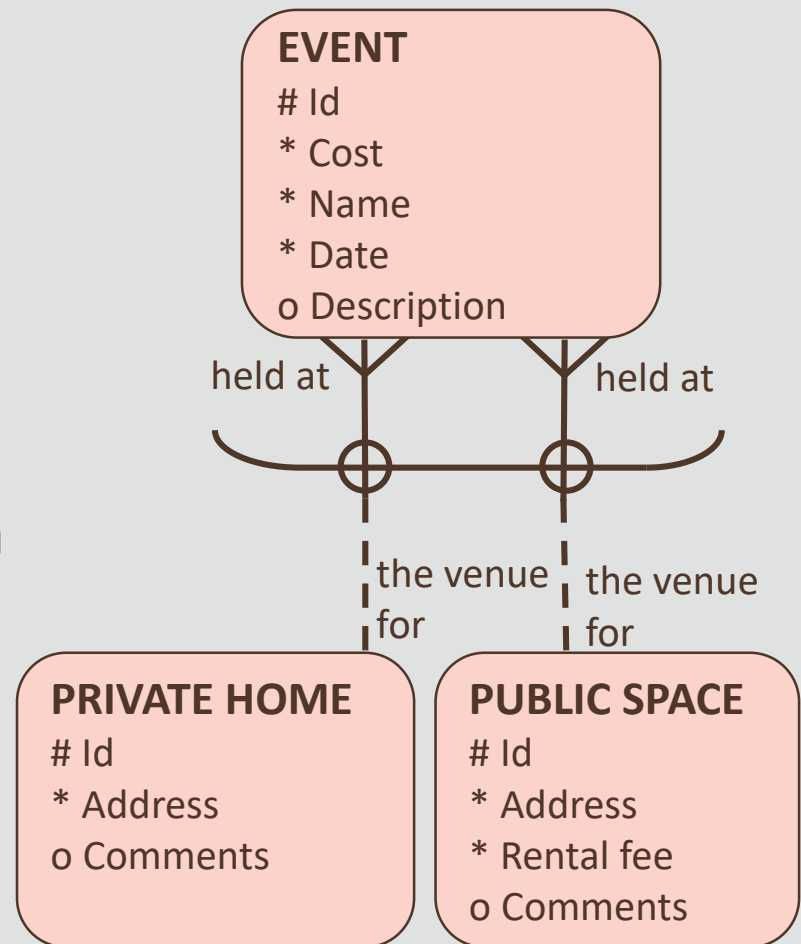 EVENT
# Id
* Cost
* Name
* Date
o Description
held at
held at
the venue
for
the venue
for
PRIVATE HOME
# Id
* Address
o Comments
PUBLIC SPACE
# Id
* Address
* Rental fee
o Comments